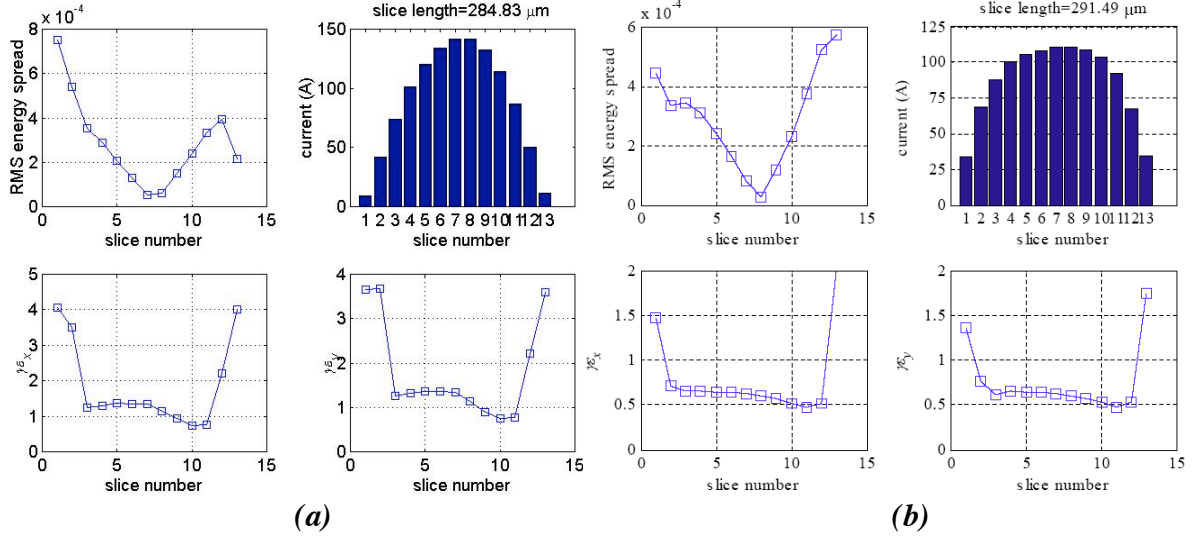 x 10⁻⁴
RMS energy spread
8
6
4
2
0
0 5 10 15
slice number
slice length=284.83 μm
current (A)
150
100
50
0
1 2 3 4 5 6 7 8 9 10 11 12 13
slice number
x 10⁻⁴
RMS energy spread
6
4
2
0
0 5 10 15
slice number
slice length=291.49 μm
current (A)
125
100
75
50
25
0
1 2 3 4 5 6 7 8 9 10 11 12 13
slice number
γεx
5
4
3
2
1
0
0 5 10 15
slice number
γεy
4
3
2
1
0
0 5 10 15
slice number
γεx
2
1.5
1
0.5
0
0 5 10 15
slice number
γεy
2
1.5
1
0.5
0
0 5 10 15
slice number
(a)
(b)